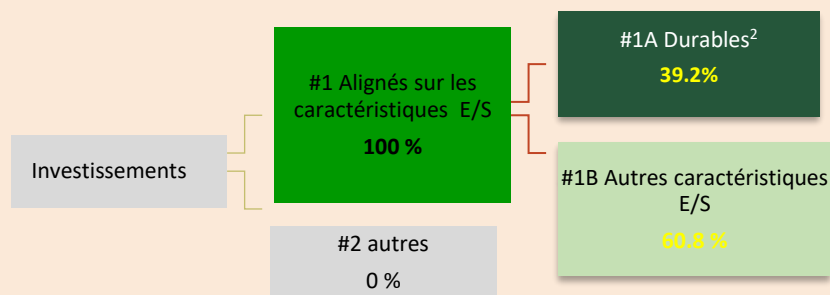 Investissements
#1 Alignés sur les
caractéristiques E/S
100 %
#2 autres
0 %
#1A Durables²
39.2%
#1B Autres caractéristiques
E/S
60.8 %